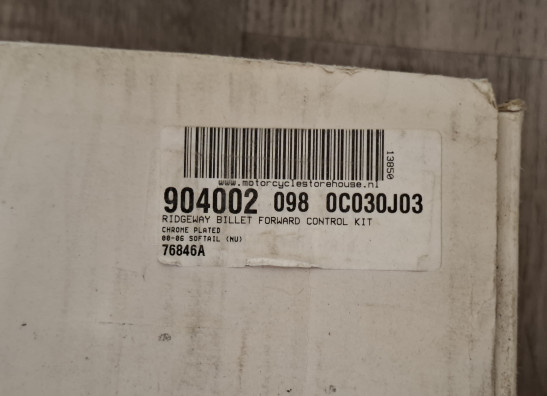 13850
www.motorcyclestorehouse.nl
904002 098 0C030J03
RIDGEWAY BILLET FORWARD CONTROL KIT
CHROME PLATED
00-06 SOFTAIL (NU)
76846A